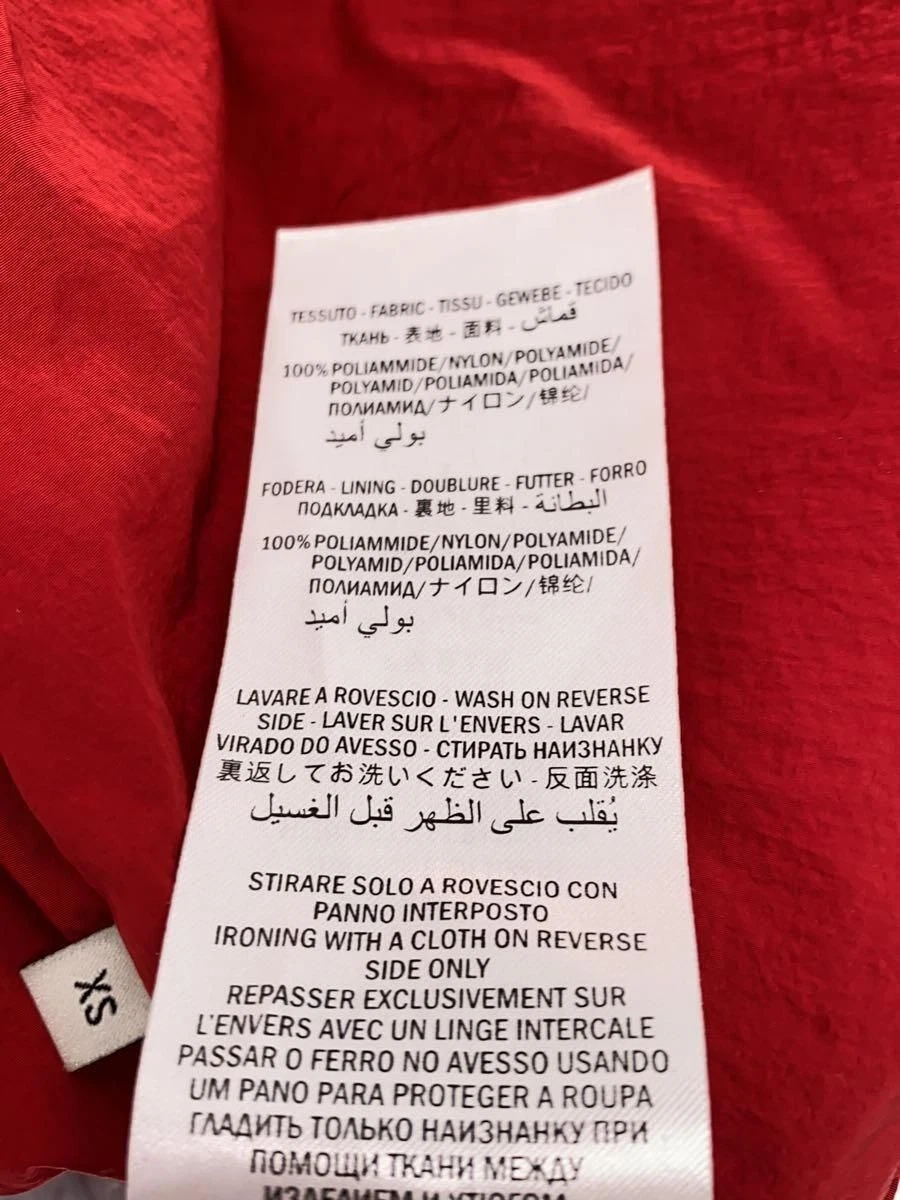 TESSUTO - FABRIC - TISSU - GEWEBE - TECIDO
ТКАНЬ - 表地 - 面料 - قماش
100% POLIAMMIDE/NYLON/POLYAMIDE/
POLYAMID/POLIAMIDA/POLIAMIDA/
ПОЛИАМИД/ナイロン/锦纶/
بولي أميد
FODERA - LINING - DOUBLURE - FUTTER - FORRO
ПОДКЛАДКА - 裏地 - 里料 - البطانة
100% POLIAMMIDE/NYLON/POLYAMIDE/
POLYAMID/POLIAMIDA/POLIAMIDA/
ПОЛИАМИД/ナイロン/锦纶/
بولي أميد
LAVARE A ROVESCIO - WASH ON REVERSE
SIDE - LAVER SUR L'ENVERS - LAVAR
VIRADO DO AVESSO - СТИРАТЬ НАИЗНАНКУ
裏返してお洗いください - 反面洗涤
يُقلب على الظهر قبل الغسيل
STIRARE SOLO A ROVESCIO CON
PANNO INTERPOSTO
IRONING WITH A CLOTH ON REVERSE
SIDE ONLY
REPASSER EXCLUSIVEMENT SUR
L'ENVERS AVEC UN LINGE INTERCALE
PASSAR O FERRO NO AVESSO USANDO
UM PANO PARA PROTEGER A ROUPA
ГЛАДИТЬ ТОЛЬКО НАИЗНАНКУ ПРИ
ПОМОЩИ ТКАНИ МЕЖДУ
ИЗДЕЛИЕМ И УТЮГОМ
XS